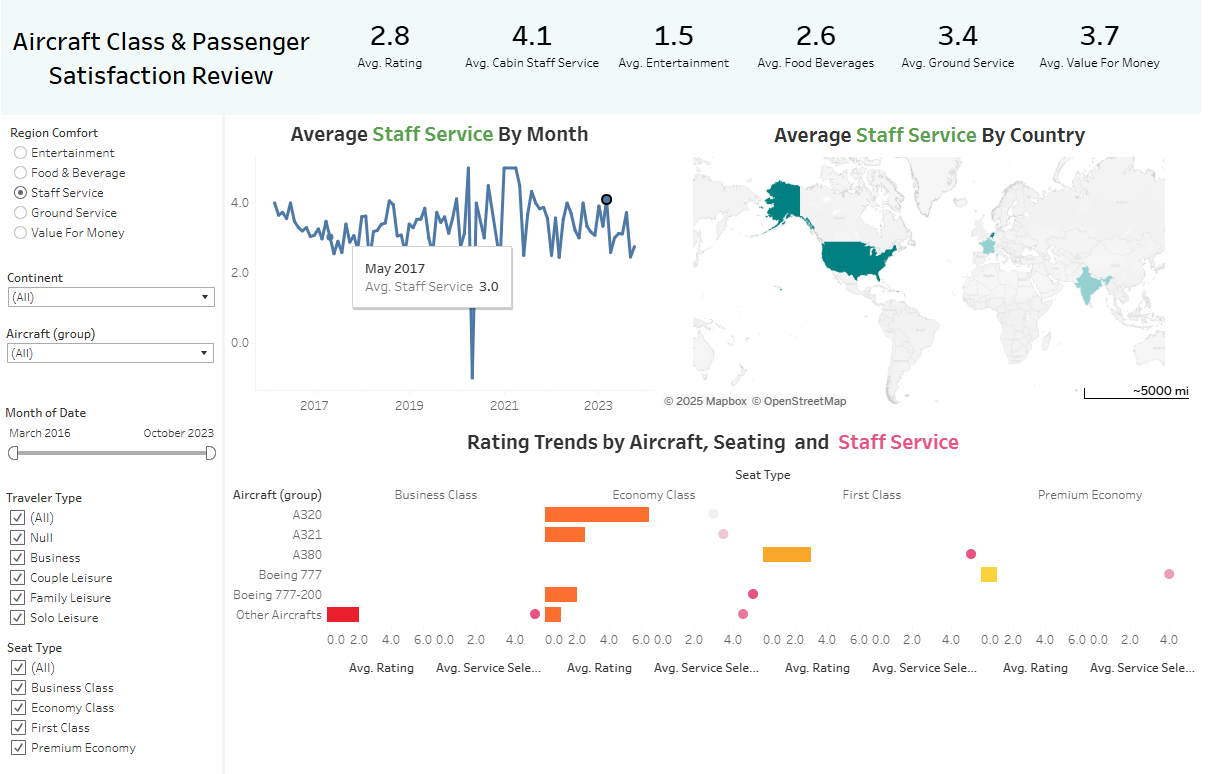 Aircraft Class & Passenger
Satisfaction Review
2.8
Avg. Rating
4.1
Avg. Cabin Staff Service
1.5
Avg. Entertainment
2.6
Avg. Food Beverages
3.4
Avg. Ground Service
3.7
Avg. Value For Money
Region Comfort
Entertainment
Food & Beverage
Staff Service
Ground Service
Value For Money
Continent
(All)
Aircraft (group)
(All)
Month of Date
March 2016 October 2023
Traveler Type
(All)
Null
Business
Couple Leisure
Family Leisure
Solo Leisure
Seat Type
(All)
Business Class
Economy Class
First Class
Premium Economy
Average Staff Service By Month
4.0
2.0
0.0
May 2017
Avg. Staff Service 3.0
2017 2019 2021 2023
Average Staff Service By Country
© 2025 Mapbox © OpenStreetMap
~5000 mi
Rating Trends by Aircraft, Seating and Staff Service
Seat Type
Aircraft (group) Business Class Economy Class First Class Premium Economy
A320
A321
A380
Boeing 777
Boeing 777-200
Other Aircrafts
0.0 2.0 4.0 6.0 0.0 2.0 4.0 0.0 2.0 4.0 6.0 0.0 2.0 4.0 0.0 2.0 4.0 6.0 0.0 2.0 4.0 0.0 2.0 4.0 6.0 0.0 2.0 4.0
Avg. Rating Avg. Service Sele... Avg. Rating Avg. Service Sele... Avg. Rating Avg. Service Sele... Avg. Rating Avg. Service Sele...